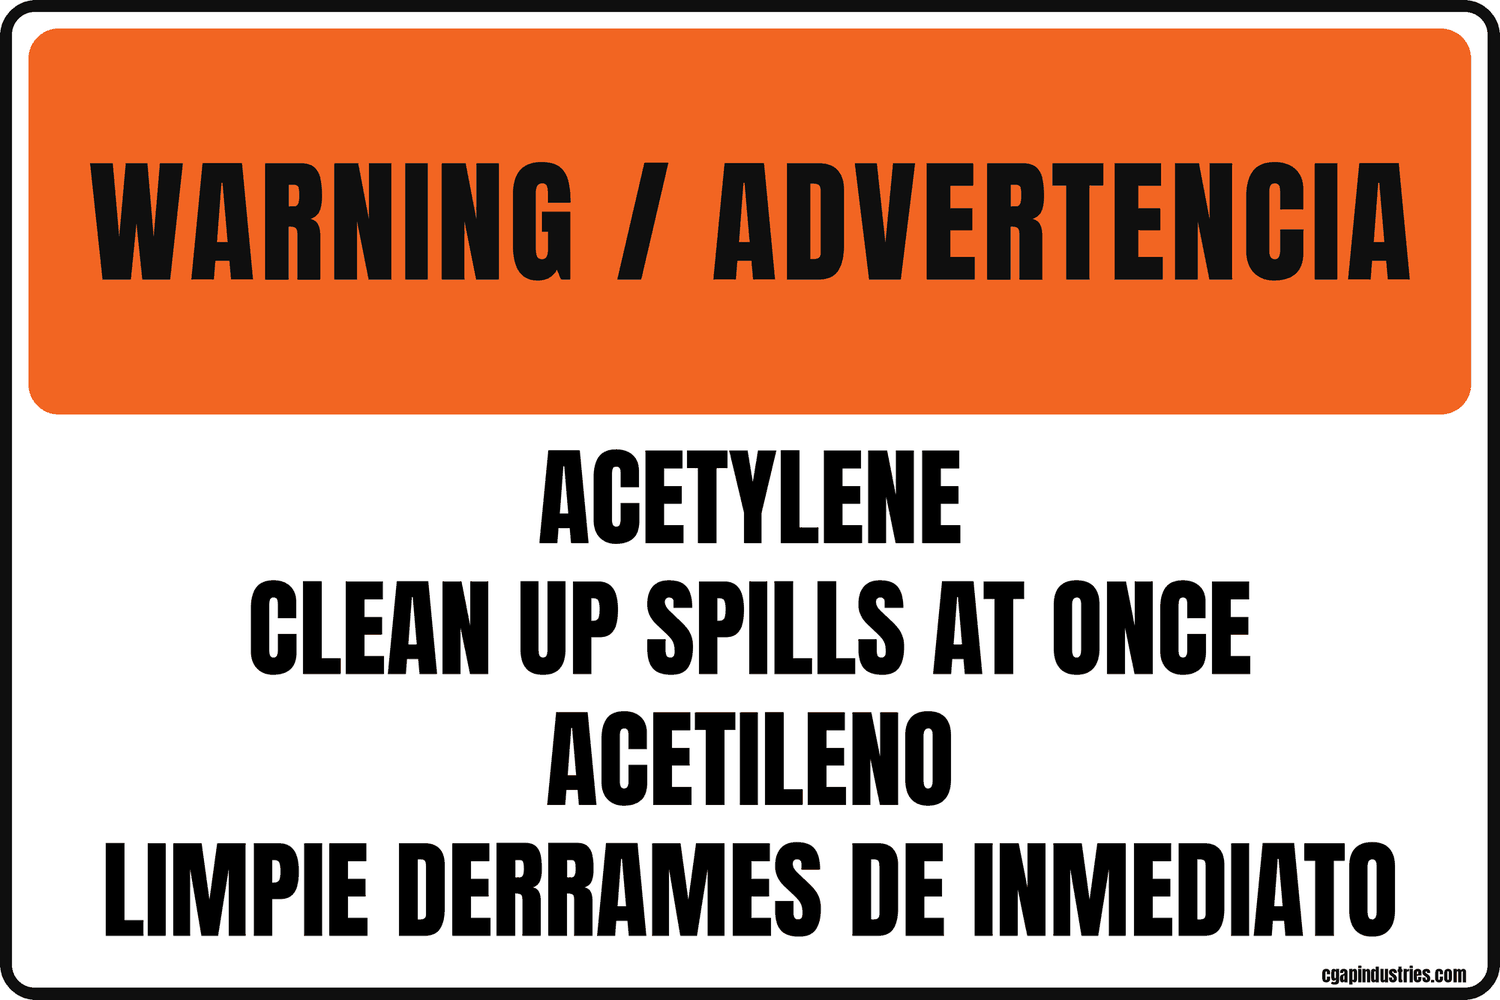 WARNING / ADVERTENCIA
ACETYLENE
CLEAN UP SPILLS AT ONCE
ACETILENO
LIMPIE DERRAMES DE INMEDIATO
cgapindustries.com